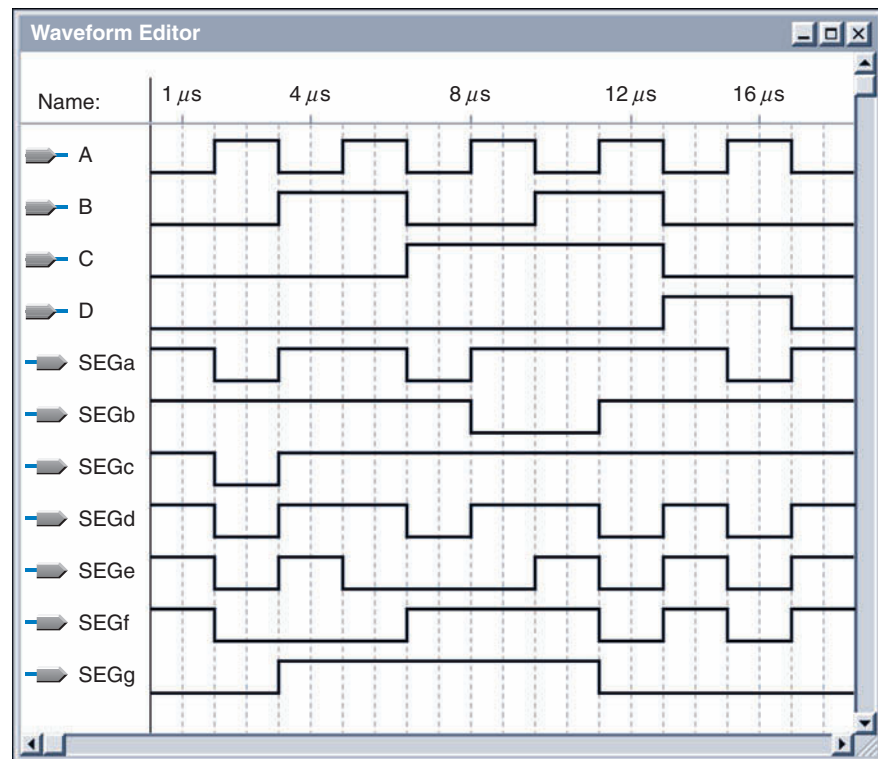 Waveform Editor
Name: 1 μs 4 μs 8 μs 12 μs 16 μs
A
B
C
D
SEGa
SEGb
SEGc
SEGd
SEGe
SEGf
SEGg